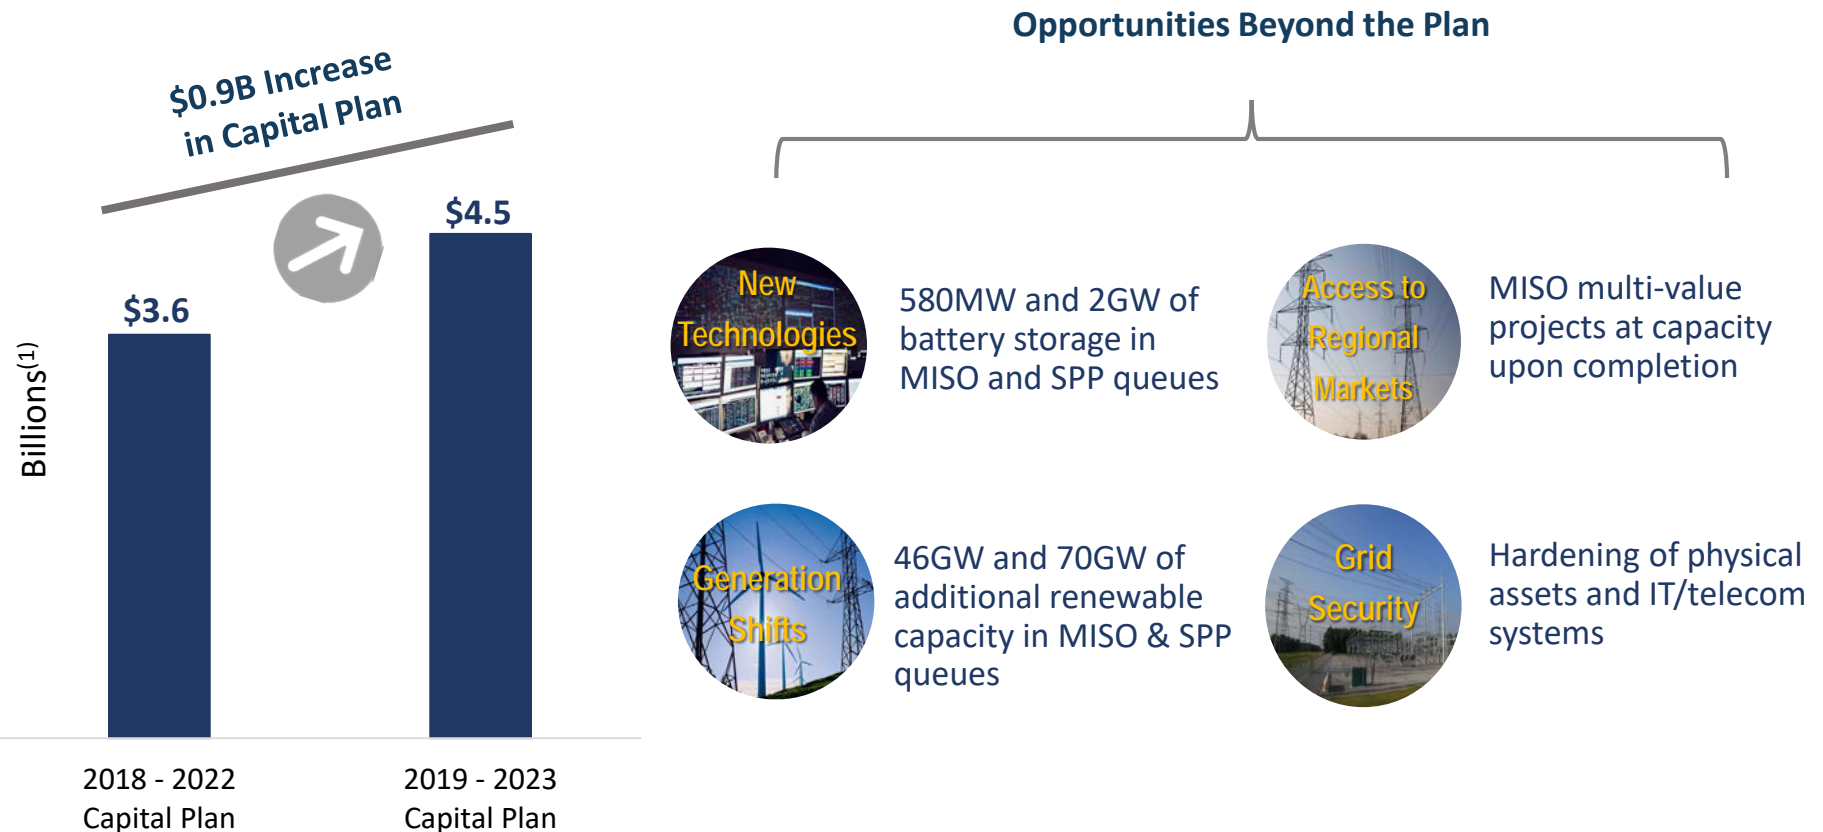 Opportunities Beyond the Plan
$0.9B Increase
in Capital Plan
$3.6
$4.5
Billions(1)
2018 - 2022
Capital Plan
2019 - 2023
Capital Plan
New
Technologies
580MW and 2GW of
battery storage in
MISO and SPP queues
Access to
Regional
Markets
MISO multi-value
projects at capacity
upon completion
Generation
Shifts
46GW and 70GW of
additional renewable
capacity in MISO & SPP
queues
Grid
Security
Hardening of physical
assets and IT/telecom
systems